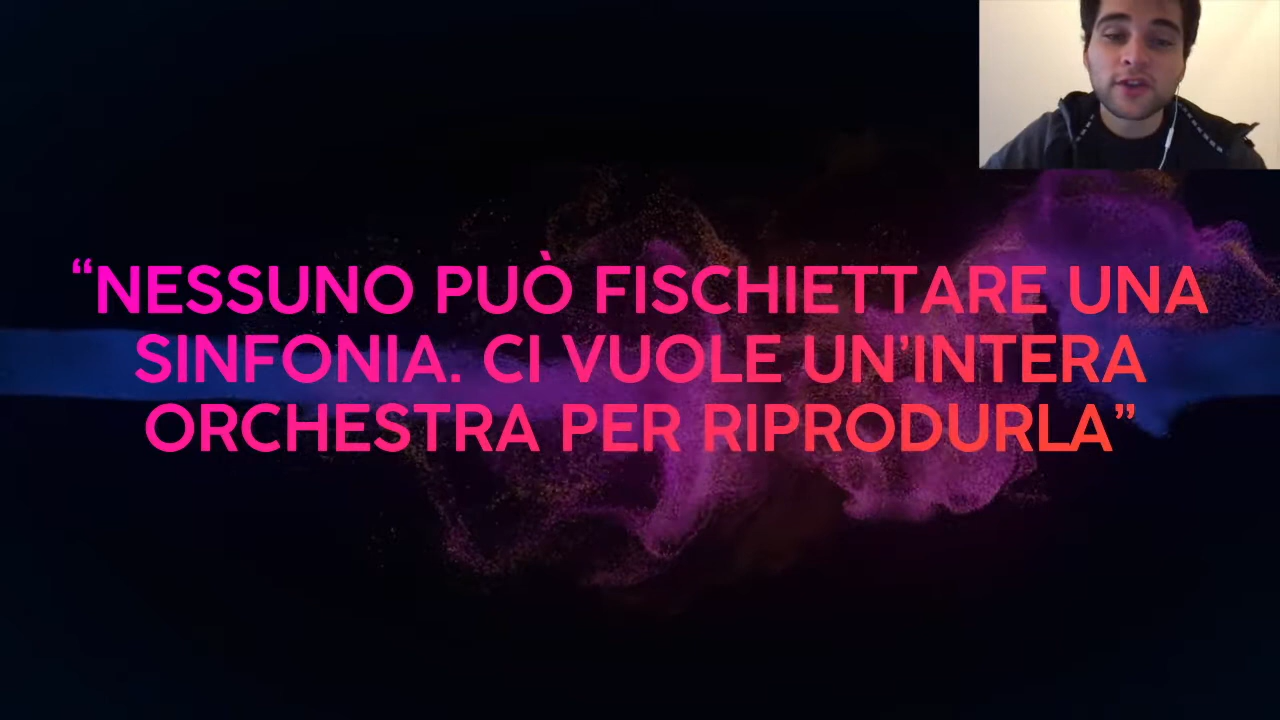 “NESSUNO PUÒ FISCHIETTARE UNA
SINFONIA. CI VUOLE UN’INTERA
ORCHESTRA PER RIPRODURLA”